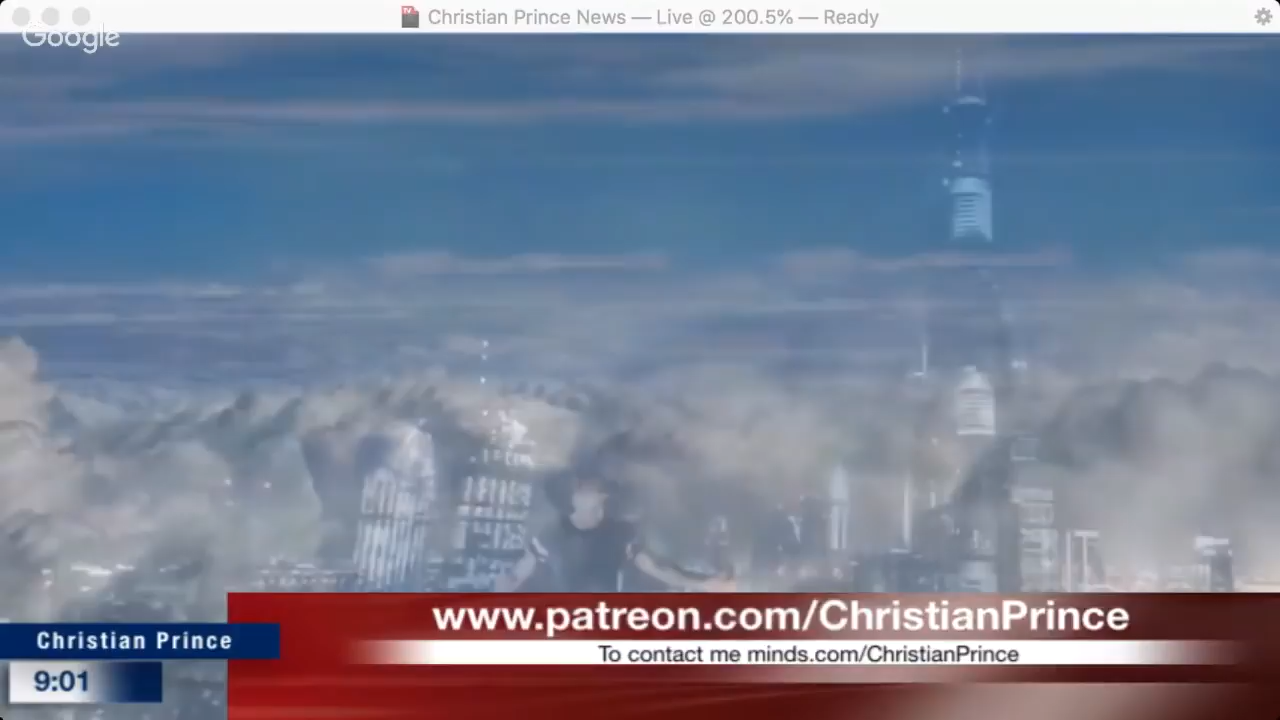 Christian Prince News — Live @ 200.5% — Ready
Google
www.patreon.com/ChristianPrince
Christian Prince
To contact me minds.com/ChristianPrince
9:01